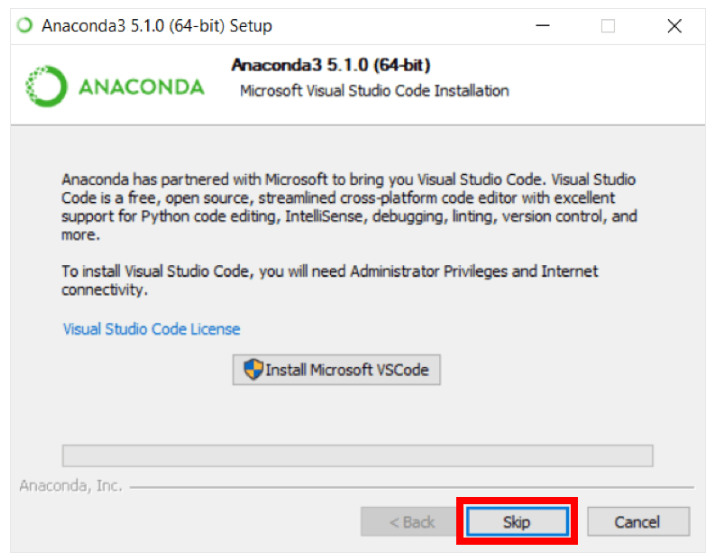 Anaconda3 5.1.0 (64-bit) Setup
ANACONDA
Anaconda3 5.1.0 (64-bit)
Microsoft Visual Studio Code Installation
Anaconda has partnered with Microsoft to bring you Visual Studio Code. Visual Studio
Code is a free, open source, streamlined cross-platform code editor with excellent
support for Python code editing, IntelliSense, debugging, linting, version control, and
more.
To install Visual Studio Code, you will need Administrator Privileges and Internet
connectivity.
Visual Studio Code License
Install Microsoft VSCode
Anaconda, Inc.
< Back
Skip
Cancel